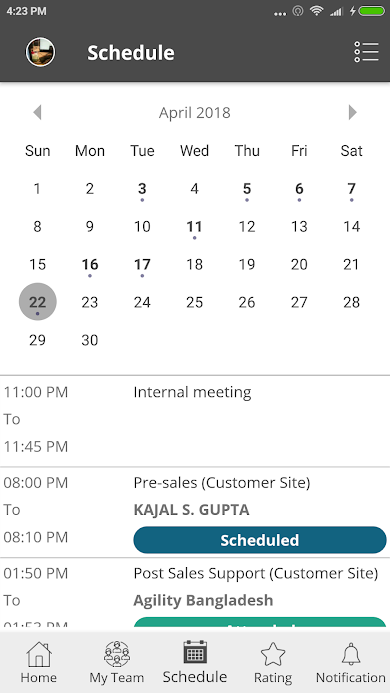 4:23 PM
Schedule
April 2018
Sun Mon Tue Wed Thu Fri Sat
1 2 3 4 5 6 7
8 9 10 11 12 13 14
15 16 17 18 19 20 21
22 23 24 25 26 27 28
29 30
11:00 PM Internal meeting
To
11:45 PM
08:00 PM Pre-sales (Customer Site)
To KAJAL S. GUPTA
08:10 PM Scheduled
01:50 PM Post Sales Support (Customer Site)
To Agility Bangladesh
01:53 PM
Home My Team Schedule Rating Notification